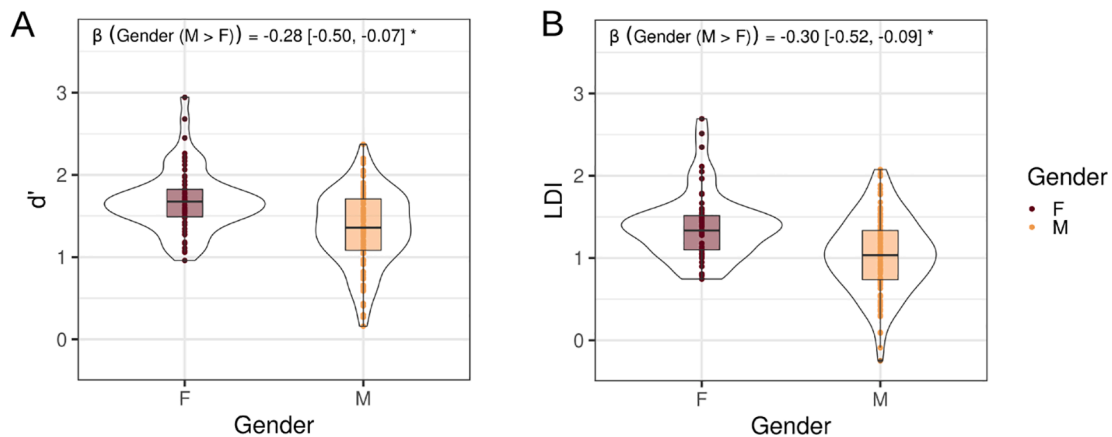 A
β (Gender (M > F)) = -0.28 [-0.50, -0.07] *
3
2
1
0
d'
F
M
Gender
B
β (Gender (M > F)) = -0.30 [-0.52, -0.09] *
3
2
1
0
LDI
F
M
Gender
Gender
F
M